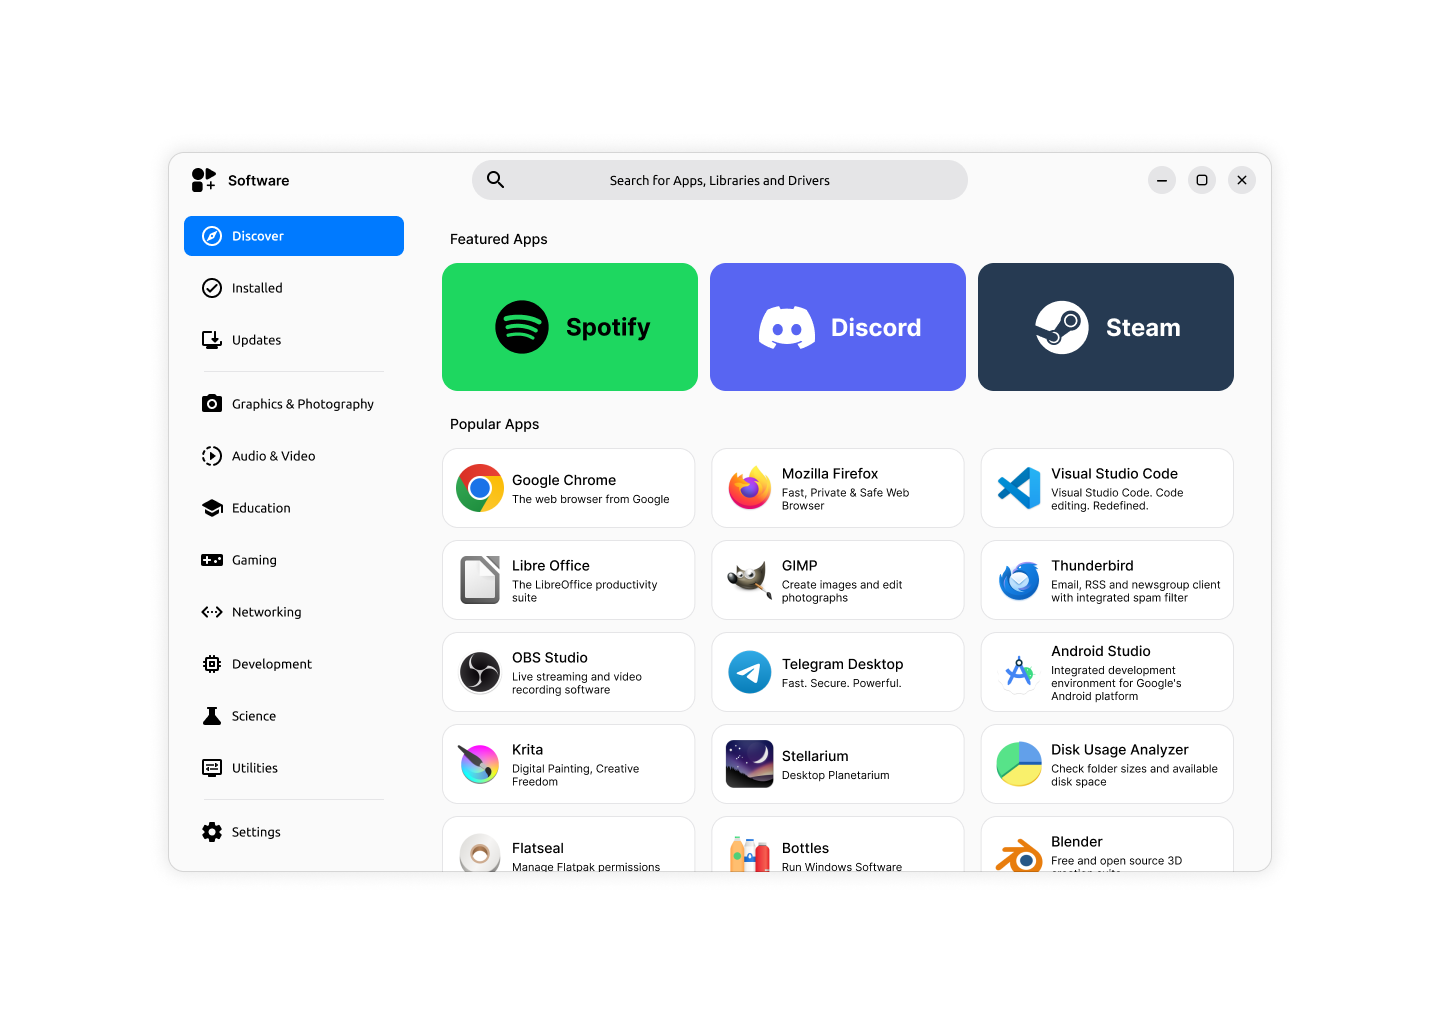 Software
Search for Apps, Libraries and Drivers
Discover
Installed
Updates
Graphics & Photography
Audio & Video
Education
Gaming
Networking
Development
Science
Utilities
Settings
Featured Apps
Spotify
Discord
Steam
Popular Apps
Google Chrome
The web browser from Google
Mozilla Firefox
Fast, Private & Safe Web
Browser
Visual Studio Code
Visual Studio Code. Code
editing. Redefined.
Libre Office
The LibreOffice productivity
suite
GIMP
Create images and edit
photographs
Thunderbird
Email, RSS and newsgroup client
with integrated spam filter
OBS Studio
Live streaming and video
recording software
Telegram Desktop
Fast. Secure. Powerful.
Android Studio
Integrated development
environment for Google's
Android platform
Krita
Digital Painting, Creative
Freedom
Stellarium
Desktop Planetarium
Disk Usage Analyzer
Check folder sizes and available
disk space
Flatseal
Manage Flatpak permissions
Bottles
Run Windows Software
Blender
Free and open source 3D